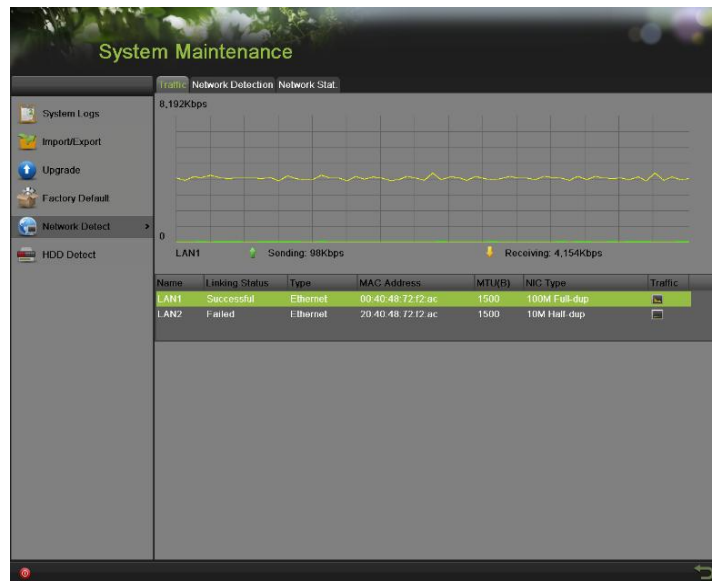 System Maintenance
Traffic Network Detection Network Stat.
System Logs
Import/Export
Upgrade
Factory Default
Network Detect >
HDD Detect
8,192Kbps
0
LAN1 Sending: 98Kbps Receiving: 4,154Kbps
Name Linking Status Type MAC Address MTU(B) NIC Type Traffic
LAN1 Successful Ethernet 00:40:48:72:f2:ac 1500 100M Full-dup
LAN2 Failed Ethernet 20:40:48:72:f2:ac 1500 10M Half-dup